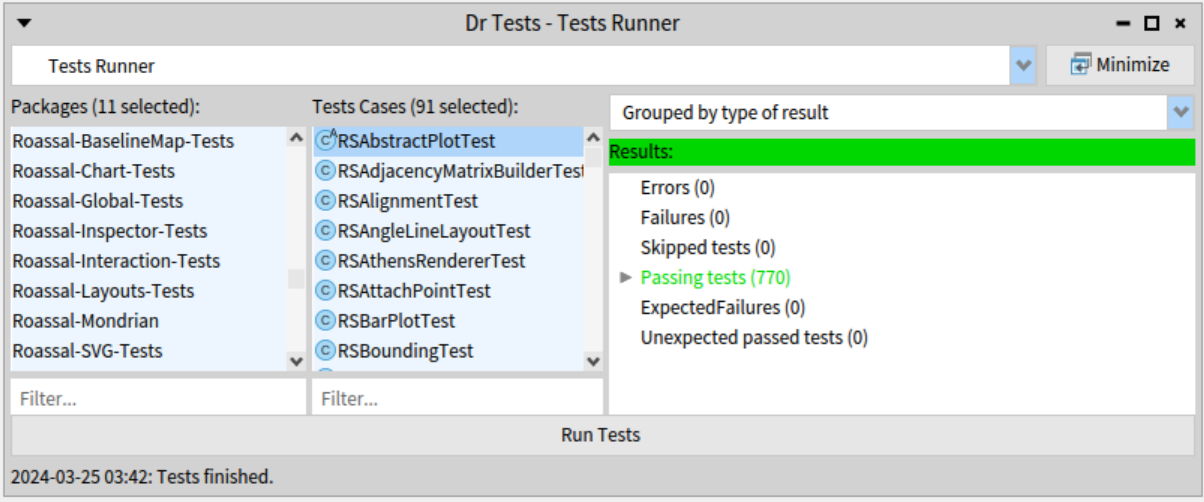 Dr Tests - Tests Runner
Tests Runner
Minimize
Packages (11 selected):
Tests Cases (91 selected):
Grouped by type of result
Roassal-BaselineMap-Tests
Roassal-Chart-Tests
Roassal-Global-Tests
Roassal-Inspector-Tests
Roassal-Interaction-Tests
Roassal-Layouts-Tests
Roassal-Mondrian
Roassal-SVG-Tests
Filter...
RSAbstractPlotTest
RSAdjacencyMatrixBuilderTest
RSAlignmentTest
RSAngleLineLayoutTest
RSAthensRendererTest
RSAttachPointTest
RSBarPlotTest
RSBoundingTest
Filter...
Results:
Errors (0)
Failures (0)
Skipped tests (0)
Passing tests (770)
ExpectedFailures (0)
Unexpected passed tests (0)
Run Tests
2024-03-25 03:42: Tests finished.